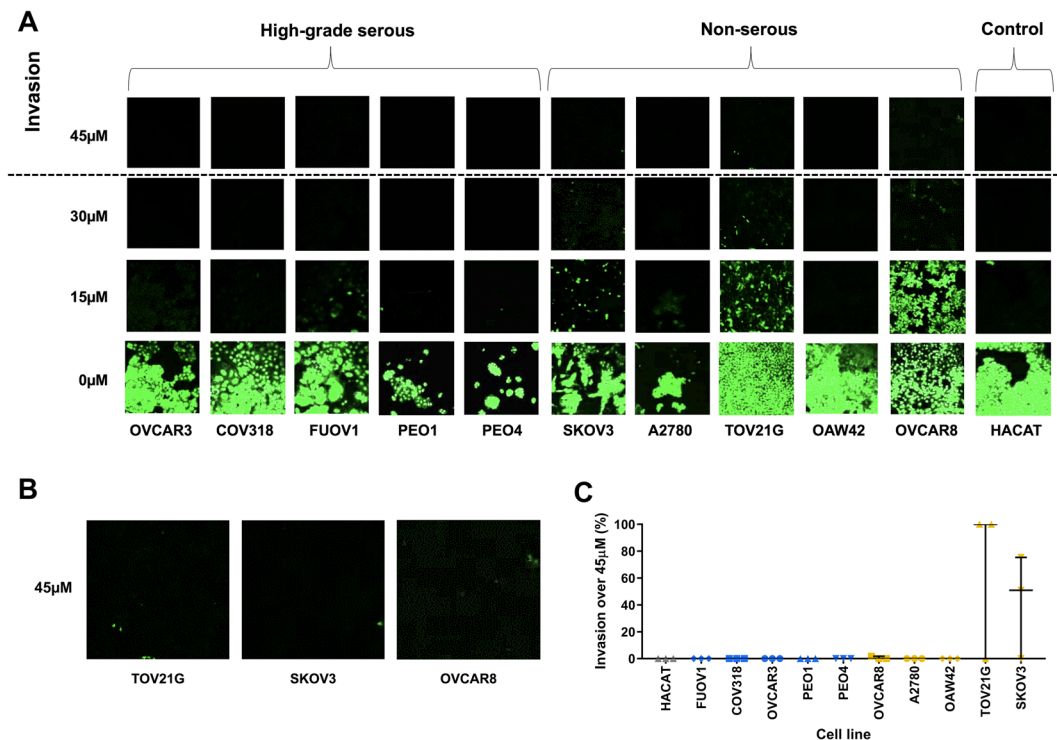 A
High-grade serous
Non-serous
Control
Invasion
45μM
30μM
15μM
0μM
OVCAR3 COV318 FUOV1 PEO1 PEO4 SKOV3 A2780 TOV21G OAW42 OVCAR8 HACAT
B
45μM
TOV21G SKOV3 OVCAR8
C
Invasion over 45μM (%)
100
80
60
40
20
0
HACAT FUOV1 COV318 OVCAR3 PEO1 PEO4 OVCAR8 A2780 OAW42 TOV21G SKOV3
Cell line